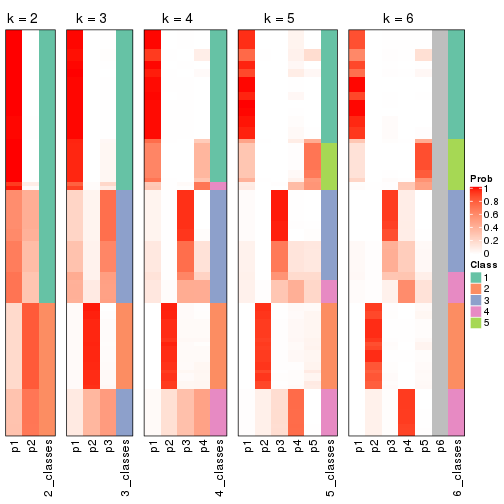 k = 2
k = 3
k = 4
k = 5
k = 6
p1
p2
2_classes
p1
p2
p3
3_classes
p1
p2
p3
p4
4_classes
p1
p2
p3
p4
p5
5_classes
p1
p2
p3
p4
p5
p6
6_classes
Prob
1
0.8
0.6
0.4
0.2
0
Class
1
2
3
4
5